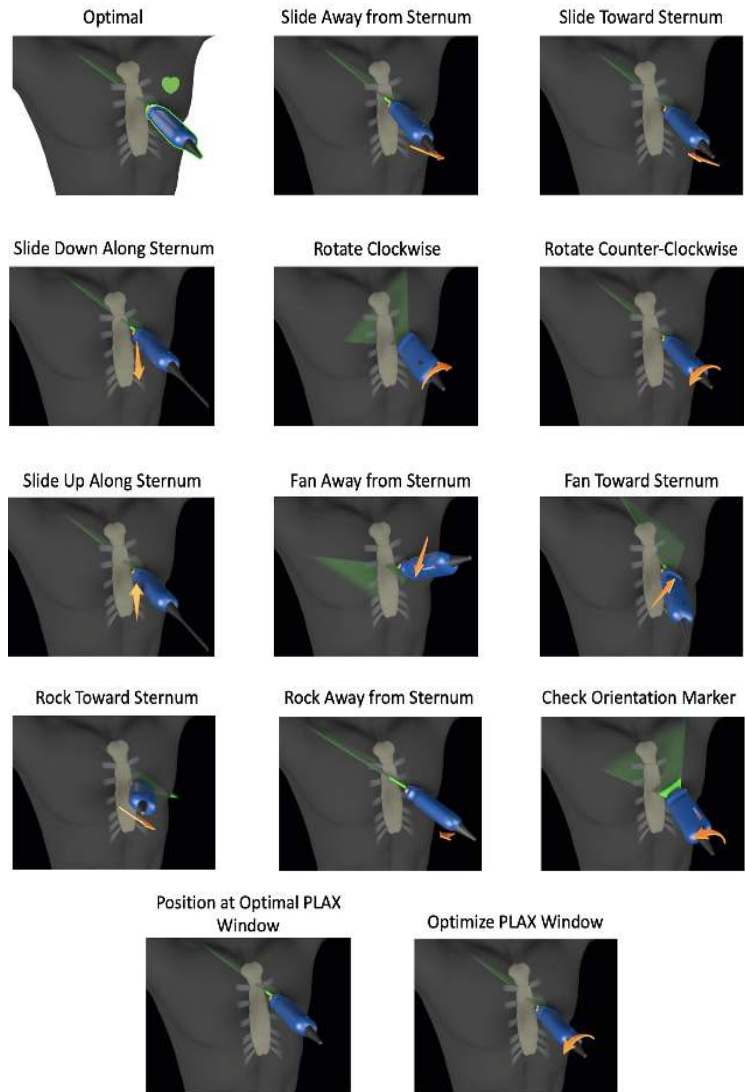 Optimal
Slide Away from Sternum
Slide Toward Sternum
Slide Down Along Sternum
Rotate Clockwise
Rotate Counter-Clockwise
Slide Up Along Sternum
Fan Away from Sternum
Fan Toward Sternum
Rock Toward Sternum
Rock Away from Sternum
Check Orientation Marker
Position at Optimal PLAX
Window
Optimize PLAX Window